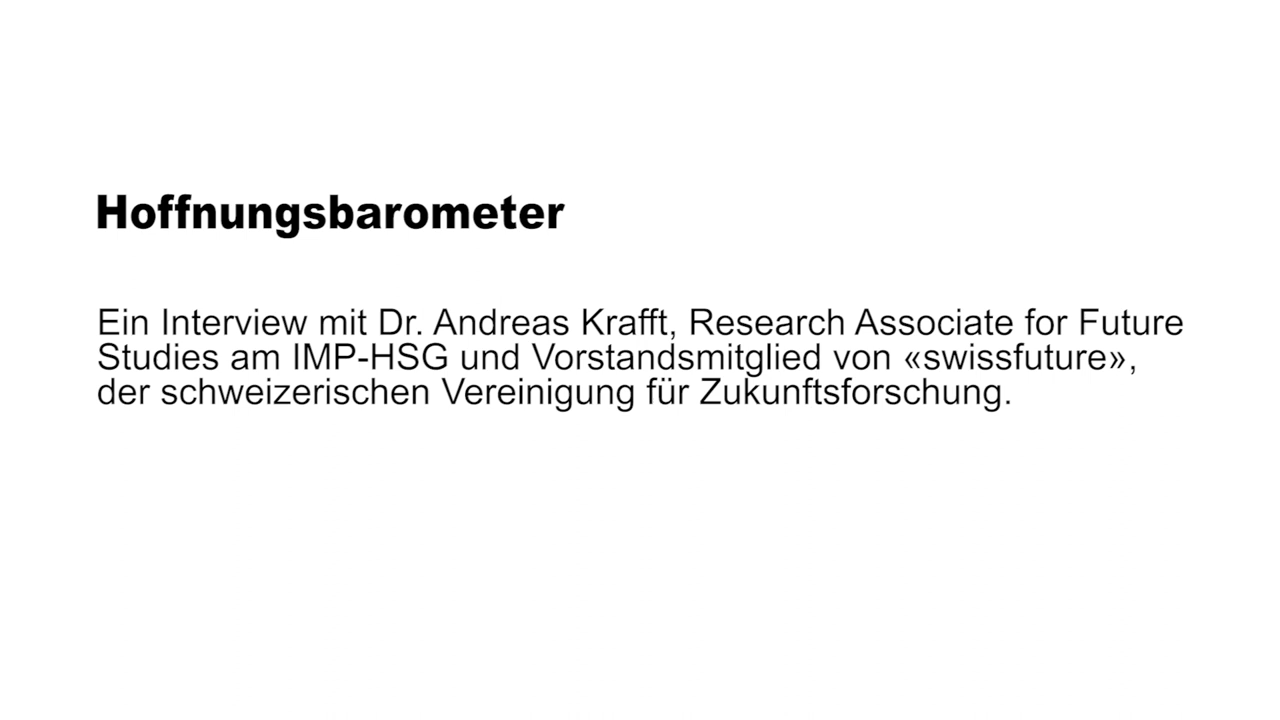 Hoffnungsbarometer
Ein Interview mit Dr. Andreas Krafft, Research Associate for Future
Studies am IMP-HSG und Vorstandsmitglied von «swissfuture»,
der schweizerischen Vereinigung für Zukunftsforschung.